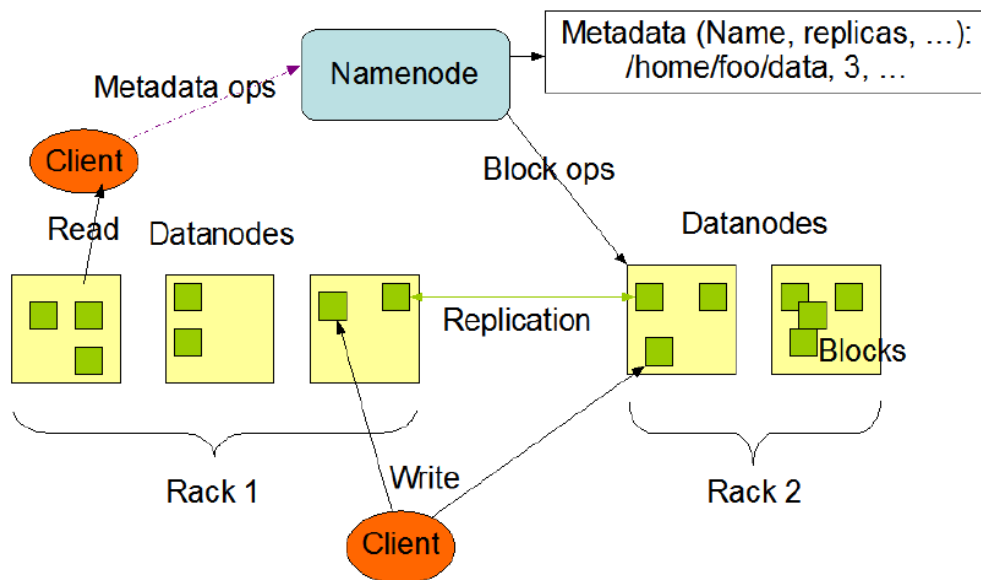 Metadata (Name, replicas, …):
/home/foo/data, 3, …
Namenode
Metadata ops
Client
Block ops
Read
Datanodes
Datanodes
Replication
Blocks
Write
Rack 1
Rack 2
Client